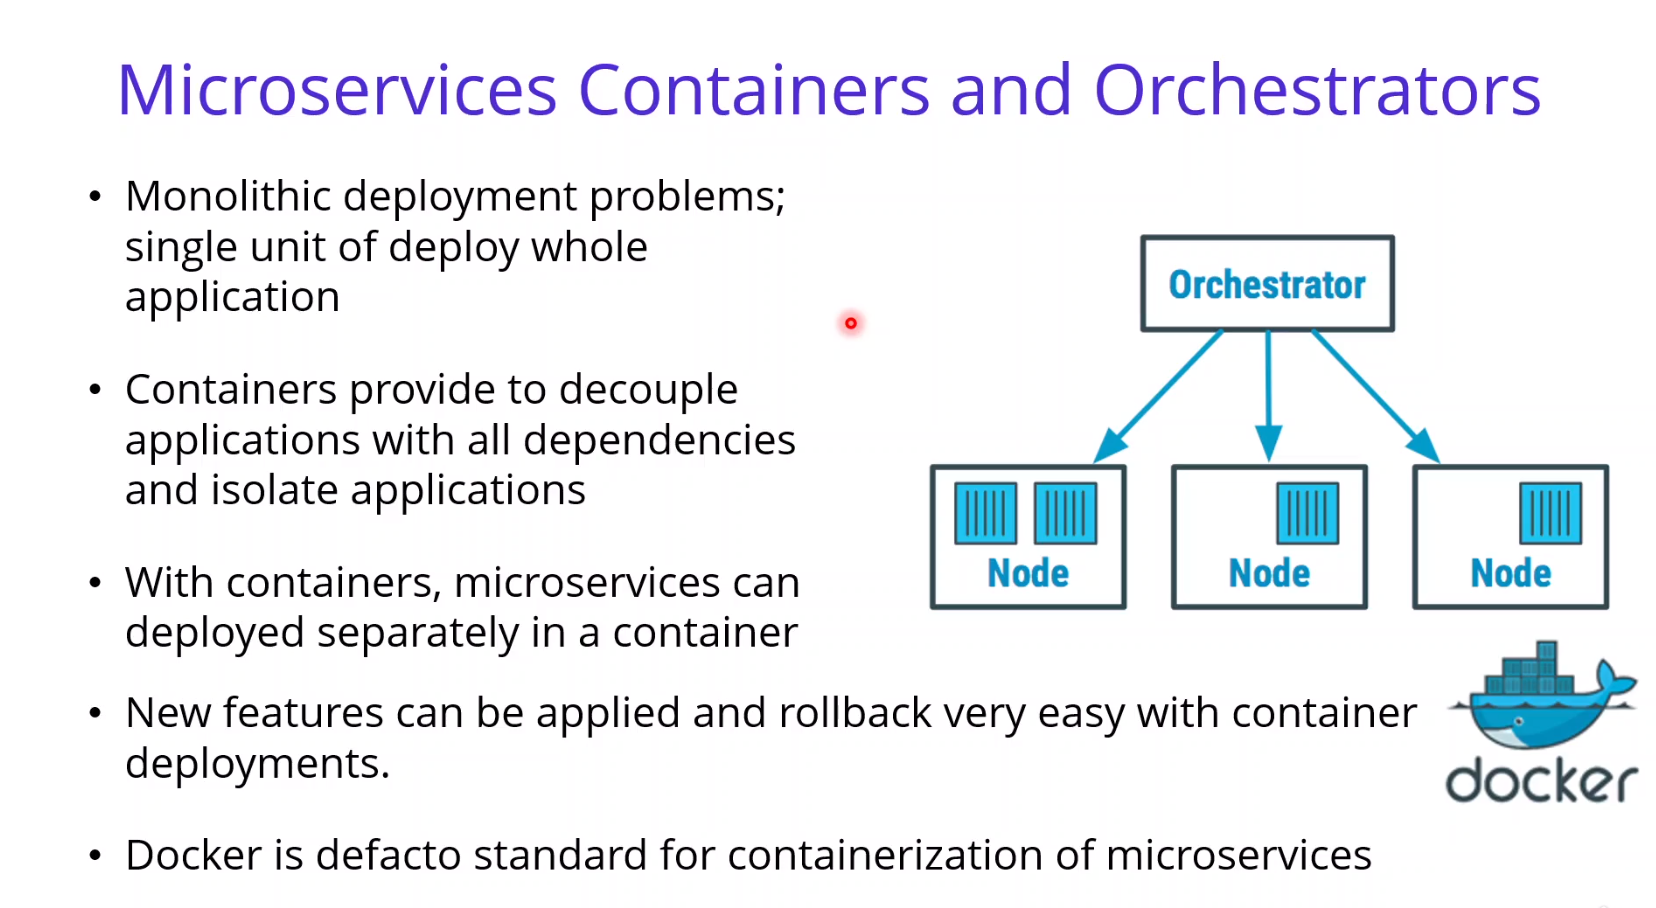 Microservices Containers and Orchestrators
• Monolithic deployment problems;
single unit of deploy whole
application
• Containers provide to decouple
applications with all dependencies
and isolate applications
• With containers, microservices can
deployed separately in a container
• New features can be applied and rollback very easy with container
deployments.
• Docker is defacto standard for containerization of microservices
Orchestrator
Node
Node
Node
docker